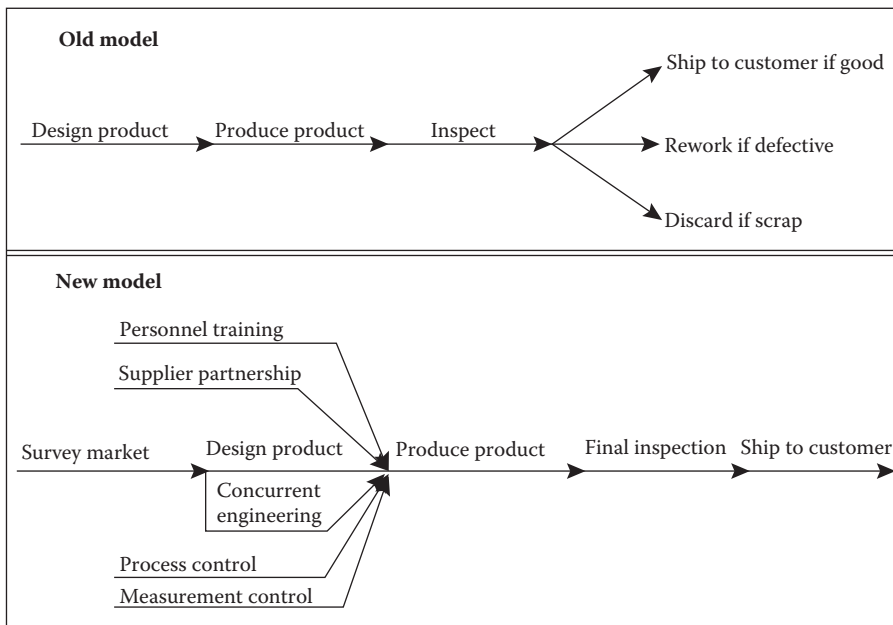 Old model
Ship to customer if good
Design product
Produce product
Inspect
Rework if defective
Discard if scrap
New model
Personnel training
Supplier partnership
Survey market
Design product
Produce product
Final inspection
Ship to customer
Concurrent
engineering
Process control
Measurement control